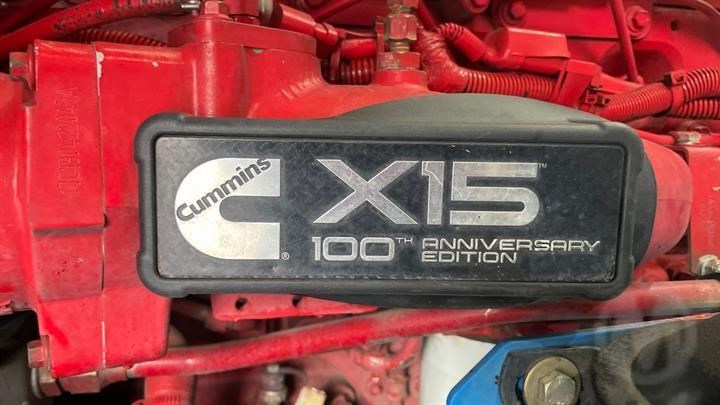 Cummins
X15™
100TH ANNIVERSARY
EDITION
®